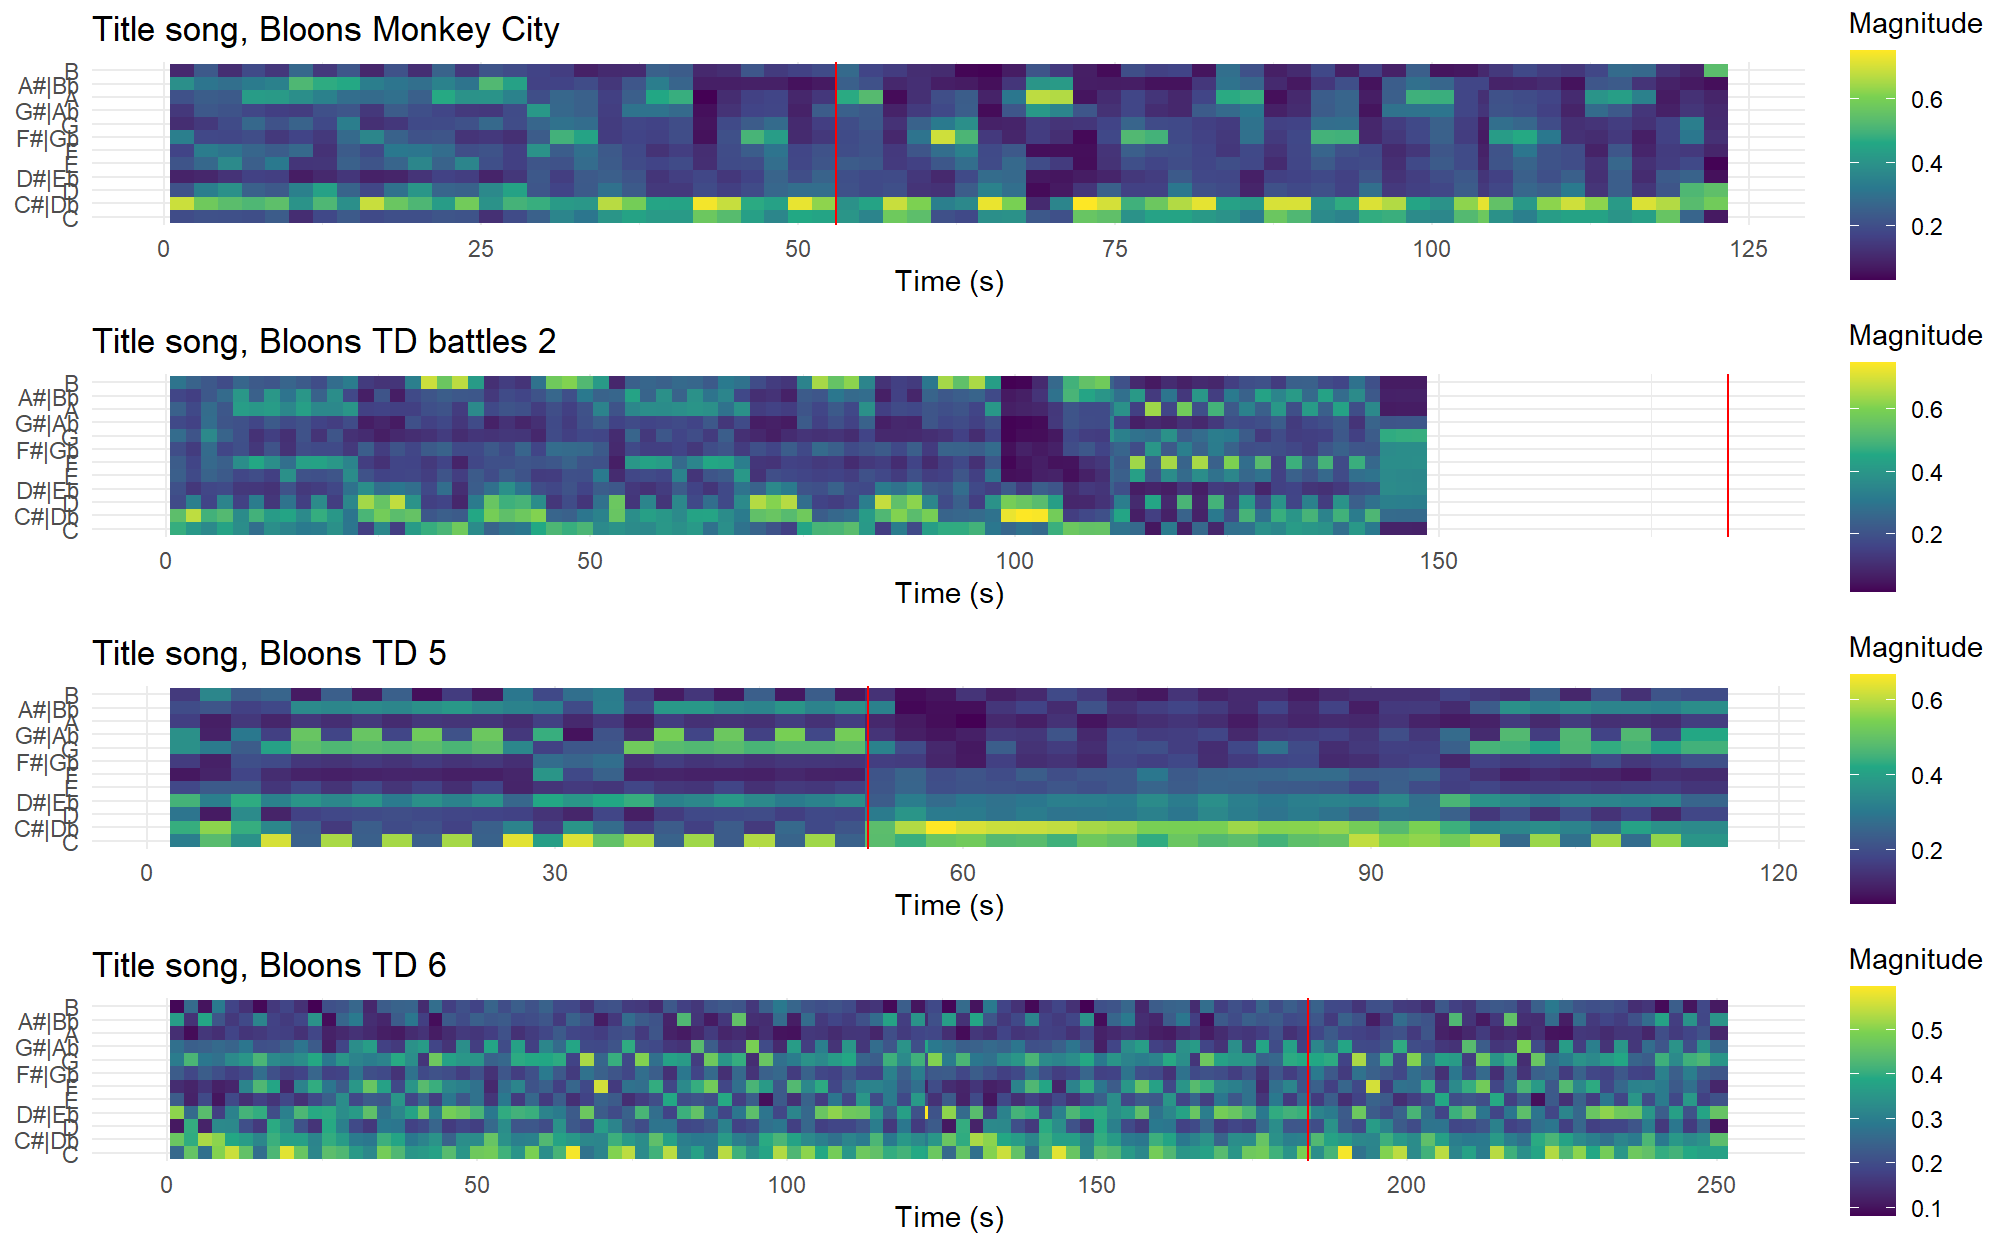 Title song, Bloons Monkey City
Magnitude
B
A#|Bb
A
G#|Ab
G
F#|Gb
F
E
D#|Eb
D
C#|Db
C
0.6
0.4
0.2
0 25 50 75 100 125
Time (s)
Title song, Bloons TD battles 2
Magnitude
B
A#|Bb
A
G#|Ab
G
F#|Gb
F
E
D#|Eb
D
C#|Db
C
0.6
0.4
0.2
0 50 100 150
Time (s)
Title song, Bloons TD 5
Magnitude
B
A#|Bb
A
G#|Ab
G
F#|Gb
F
E
D#|Eb
D
C#|Db
C
0.6
0.4
0.2
0 30 60 90 120
Time (s)
Title song, Bloons TD 6
Magnitude
B
A#|Bb
A
G#|Ab
G
F#|Gb
F
E
D#|Eb
D
C#|Db
C
0.5
0.4
0.3
0.2
0.1
0 50 100 150 200 250
Time (s)